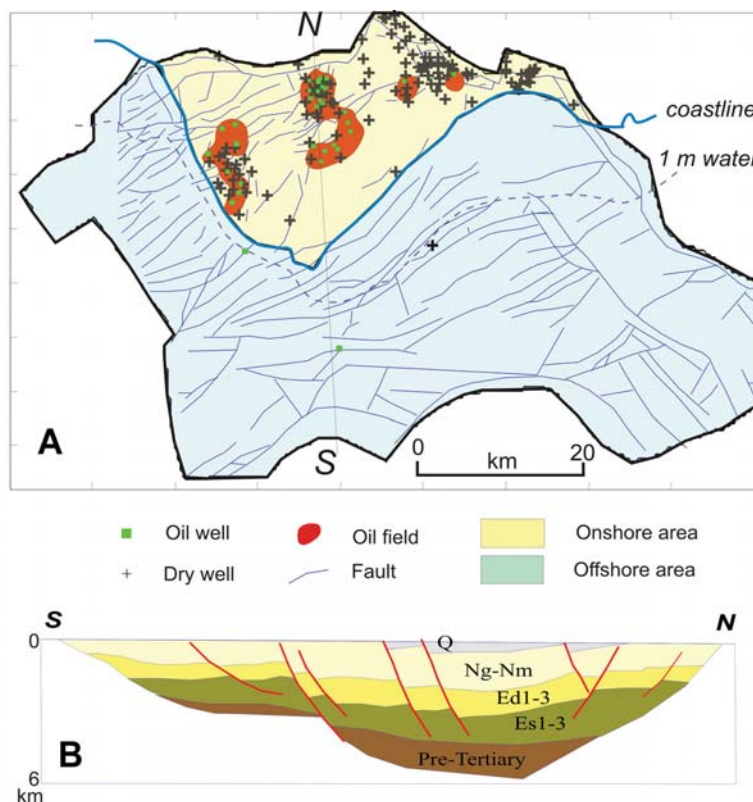 N
coastline
1 m water
A
S
0 20
km
Oil well Oil field Onshore area
Dry well Fault Offshore area
S N
0
Q
Ng-Nm
Ed1-3
Es1-3
B
Pre-Tertiary
6
km